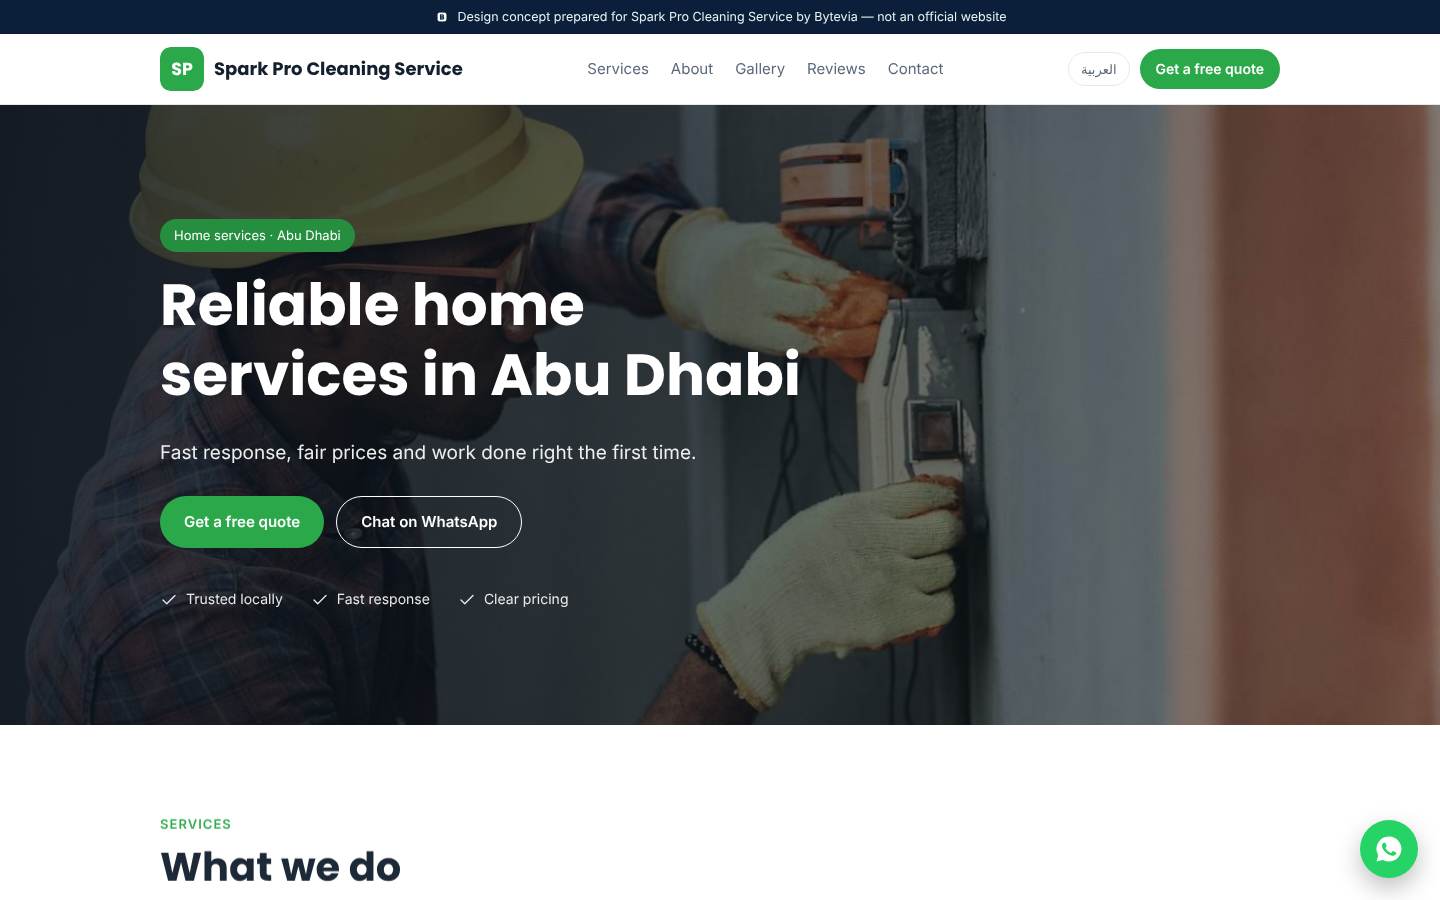 Design concept prepared for Spark Pro Cleaning Service by Bytevia — not an official website
SP
Spark Pro Cleaning Service
Services
About
Gallery
Reviews
Contact
العربية
Get a free quote
Home services · Abu Dhabi
Reliable home
services in Abu Dhabi
Fast response, fair prices and work done right the first time.
Get a free quote
Chat on WhatsApp
Trusted locally
Fast response
Clear pricing
SERVICES
What we do